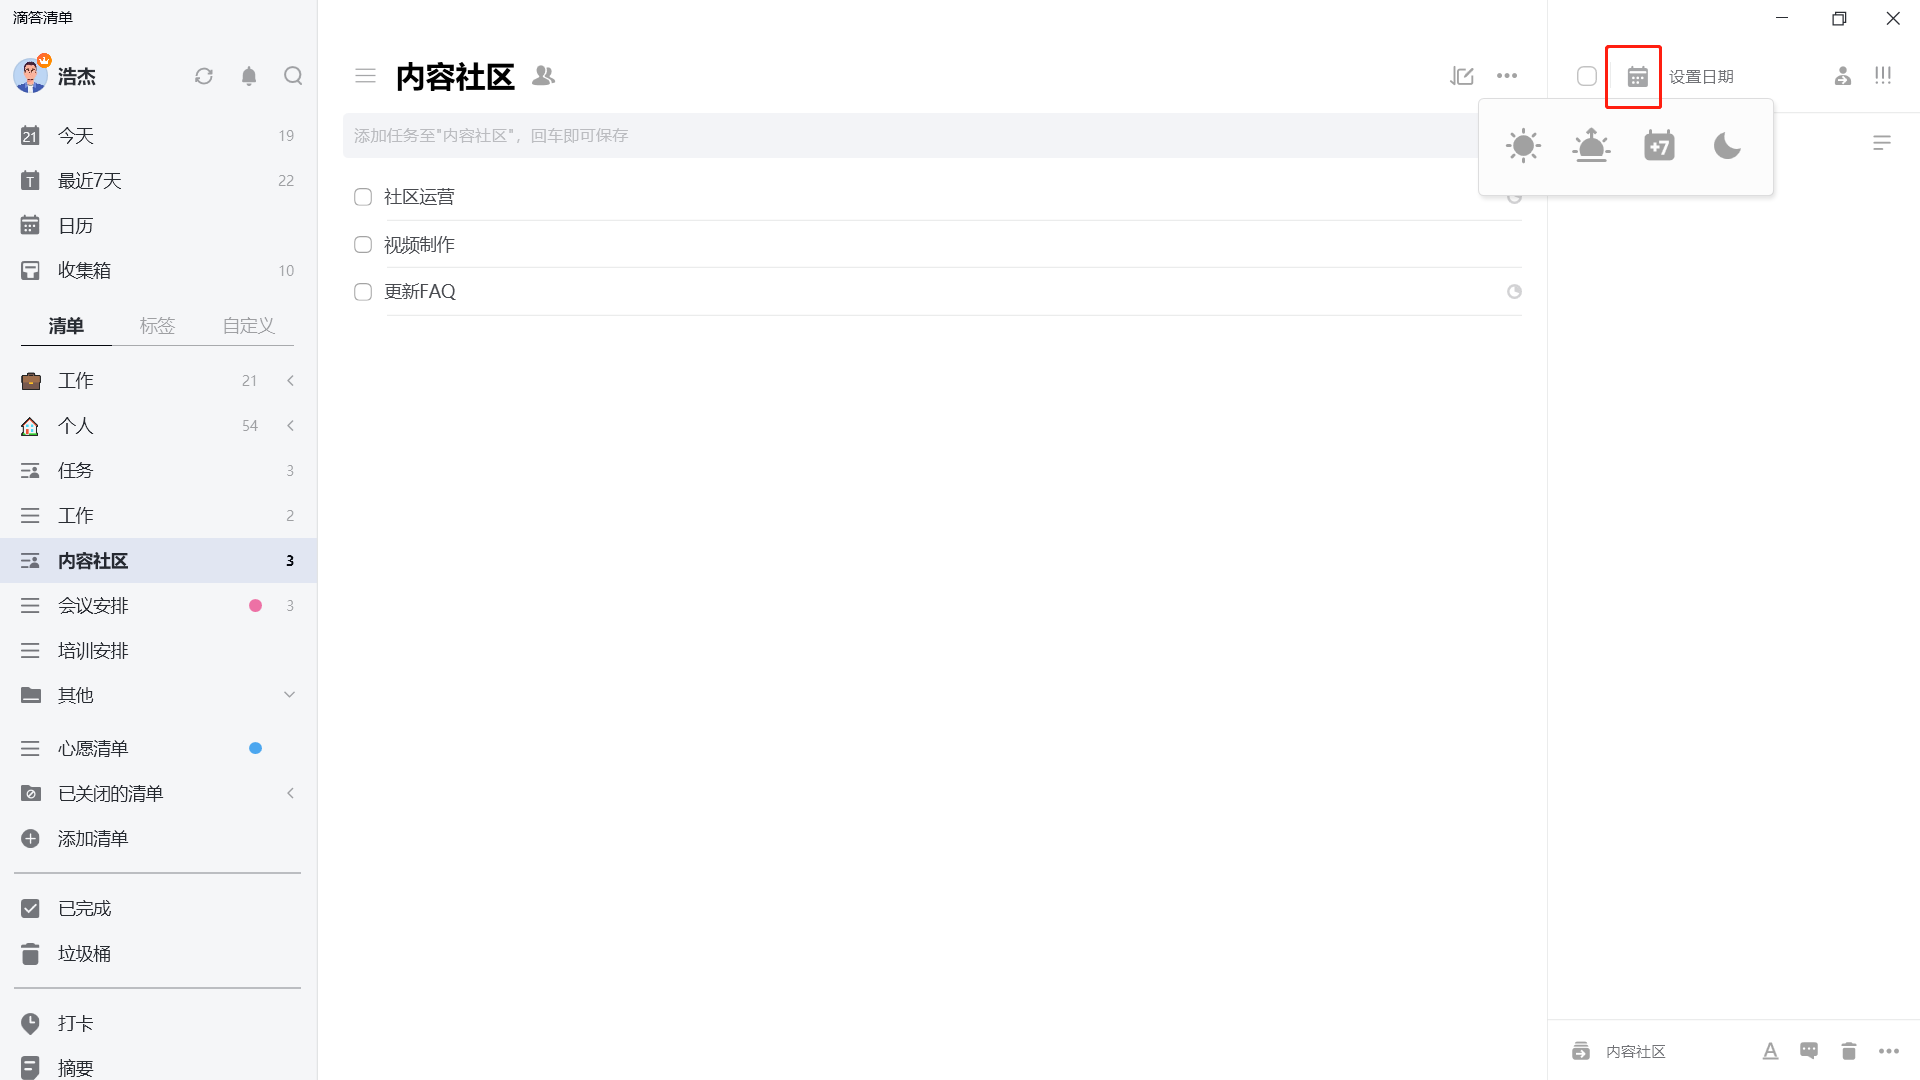 滴答清单
浩杰
21 今天 19
T 最近7天 22
日历
收集箱 10
清单 标签 自定义
工作 21
个人 54
任务 3
工作 2
内容社区 3
会议安排 3
培训安排
其他
心愿清单
已关闭的清单
添加清单
已完成
垃圾桶
打卡
摘要
内容社区
添加任务至"内容社区"，回车即可保存
社区运营
视频制作
更新FAQ
设置日期
+7
内容社区 A